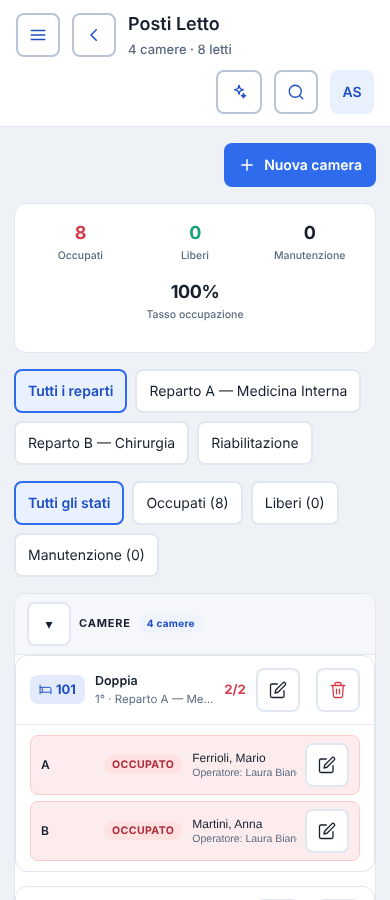 Posti Letto
4 camere · 8 letti
AS
Nuova camera
8
0
0
Occupati
Liberi
Manutenzione
100%
Tasso occupazione
Tutti i reparti
Reparto A — Medicina Interna
Reparto B — Chirurgia
Riabilitazione
Tutti gli stati
Occupati (8)
Liberi (0)
Manutenzione (0)
▼
CAMERE
4 camere
101
Doppia
1° · Reparto A — Me...
2/2
A
OCCUPATO
Ferrioli, Mario
Operatore: Laura Bian
B
OCCUPATO
Martini, Anna
Operatore: Laura Bian